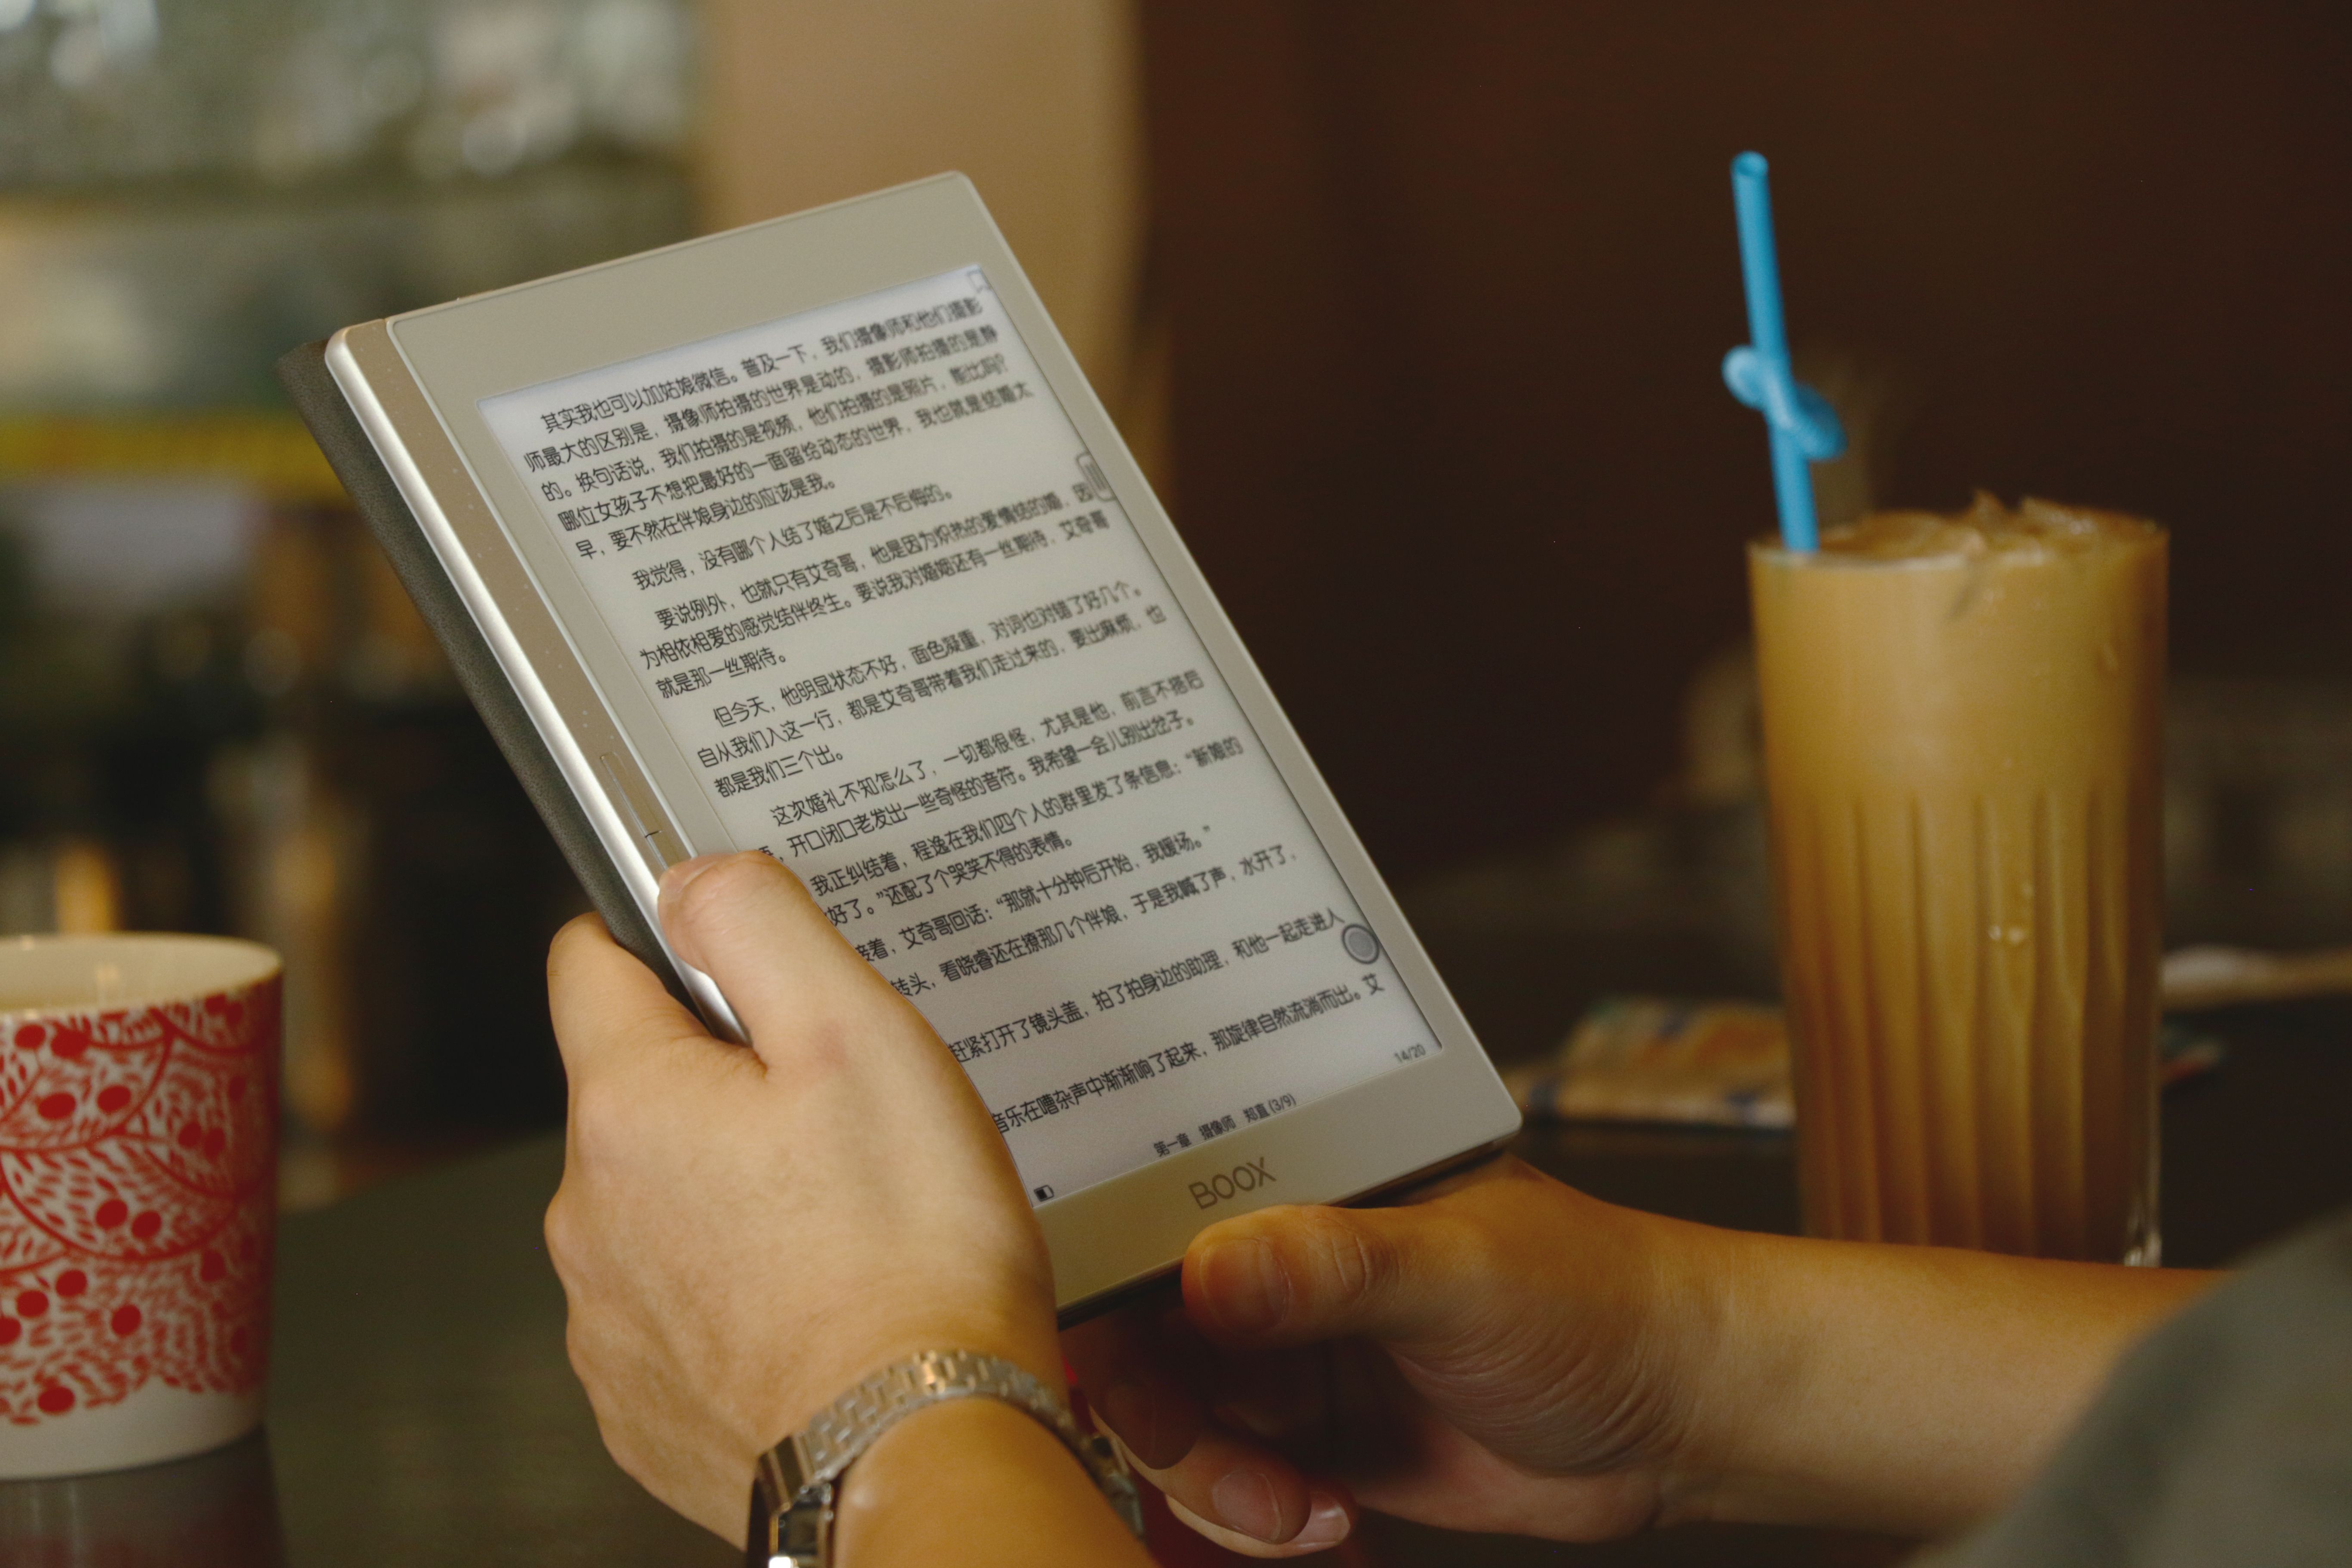 其实我也可以加姑娘微信。普及一下，我们摄像师和他们摄影
师最大的区别是，摄像师拍摄的世界是动的，摄影师拍摄的是静
的。换句话说，我们拍摄的是视频，他们拍摄的是照片，能比吗？
哪位女孩子不想把最好的一面留给动态的世界，我也就是结婚太
早，要不然在伴娘身边的应该是我。
我觉得，没有哪个人结了婚之后是不后悔的。
要说例外，也就只有艾奇哥，他是因为炽热的爱情结的婚，因
为相依相爱的感觉结伴终生。要说我对婚姻还有一丝期待，艾奇哥
就是那一丝期待。
但今天，他明显状态不好，面色凝重，对词也对错了好几个。
自从我们入这一行，都是艾奇哥带着我们走过来的，要出麻烦，也
都是我们三个出。
这次婚礼不知怎么了，一切都很怪，尤其是他，前言不搭后
，开口闭口老发出一些奇怪的音符。我希望一会儿别出岔子。
我正纠结着，程逸在我们四个人的群里发了条信息：“新娘的
好了。”还配了个哭笑不得的表情。
接着，艾奇哥回话：“那就十分钟后开始，我暖场。”
转头，看晓睿还在撩那几个伴娘，于是我喊了声，水开了，
赶紧打开了镜头盖，拍了拍身边的助理，和他一起走进人
音乐在嘈杂声中渐渐响了起来，那旋律自然流淌而出。艾
14/20
第一章 摄像师 郑直 (3/9)
BOOX